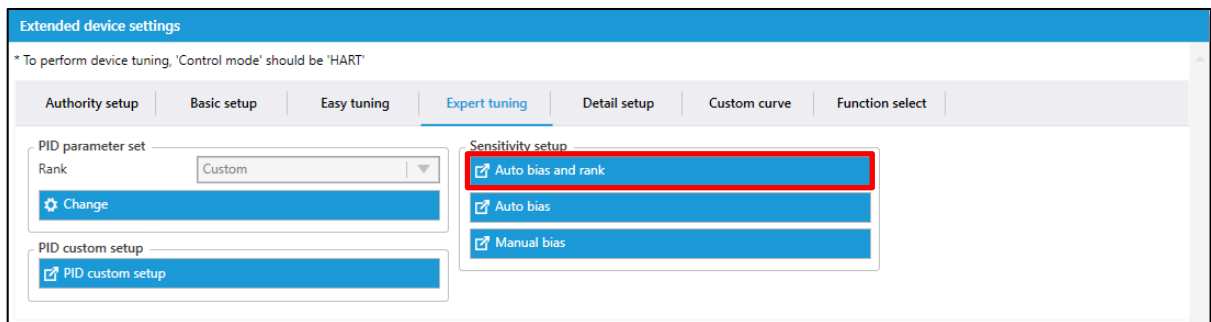 Extended device settings
* To perform device tuning, 'Control mode' should be 'HART'
Authority setup Basic setup Easy tuning Expert tuning Detail setup Custom curve Function select
PID parameter set
Rank Custom
Change
PID custom setup
PID custom setup
Sensitivity setup
Auto bias and rank
Auto bias
Manual bias